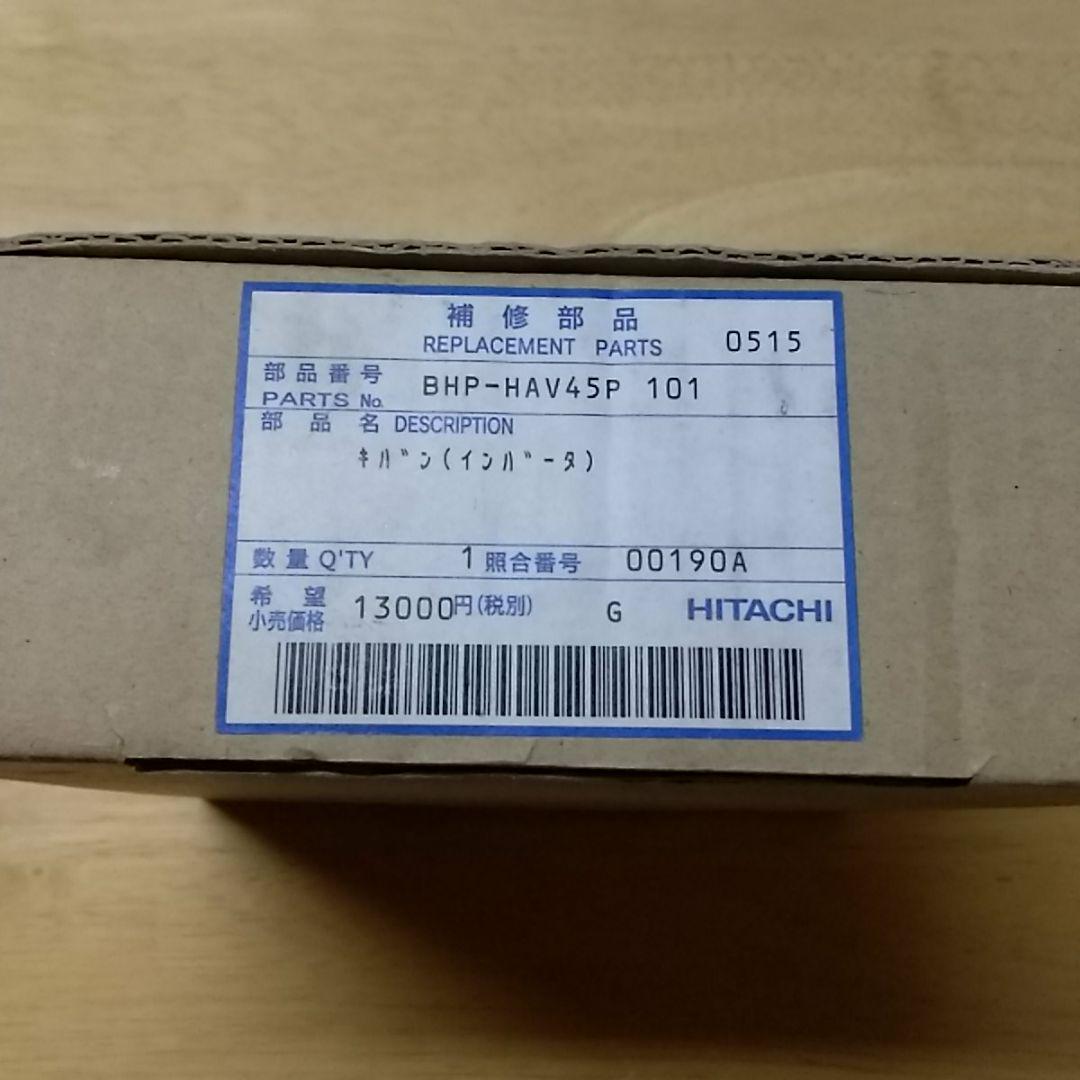 補修部品
REPLACEMENT PARTS 0515
部品番号
PARTS No. BHP-HAV45P 101
部品名 DESCRIPTION
ｷﾊﾞﾝ(ｲﾝﾊﾞｰﾀ)
数量 Q'TY 1 照合番号 00190A
希望
小売価格 13000円(税別) G HITACHI